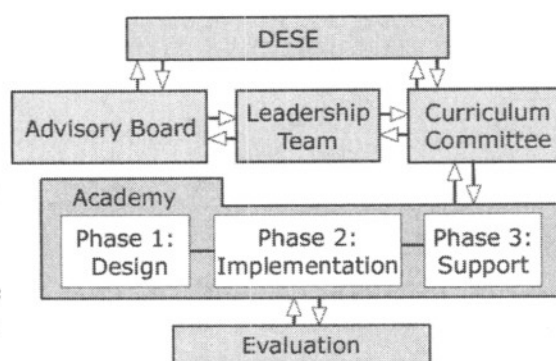 DESE
Advisory Board
Leadership
Team
Curriculum
Committee
Academy
Phase 1:
Design
Phase 2:
Implementation
Phase 3:
Support
Evaluation